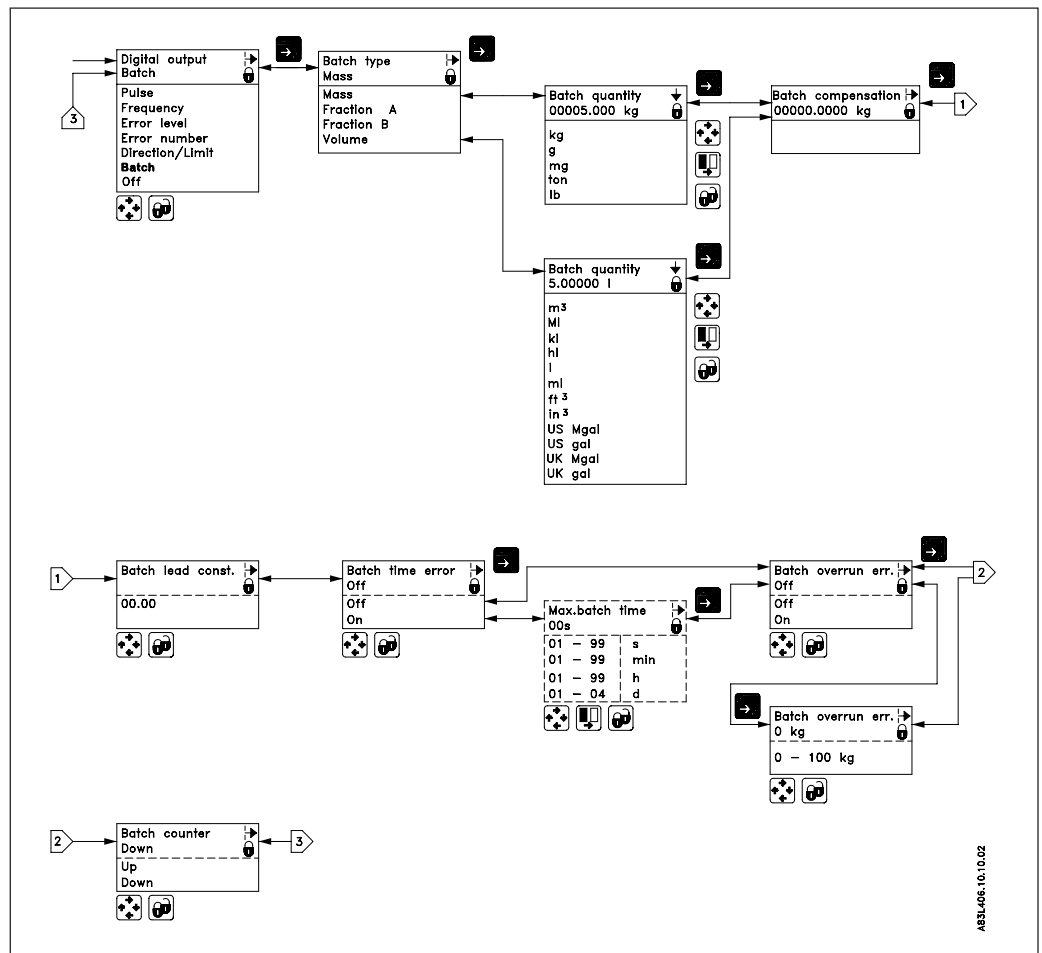 Digital output
Batch
Pulse
Frequency
Error level
Error number
Direction/Limit
Batch
Off
3
Batch type
Mass
Mass
Fraction A
Fraction B
Volume
Batch quantity
00005.000 kg
kg
g
mg
ton
lb
Batch compensation
00000.0000 kg
1
Batch quantity
5.00000 l
m³
Ml
kl
hl
l
ml
ft³
in³
US Mgal
US gal
UK Mgal
UK gal
1
Batch lead const.
00.00
Batch time error
Off
Off
On
Max.batch time
00s
01 – 99 s
01 – 99 min
01 – 99 h
01 – 04 d
Batch overrun err.
Off
Off
On
2
Batch overrun err.
0 kg
0 – 100 kg
2
Batch counter
Down
Up
Down
3
A83L406.10.10.02